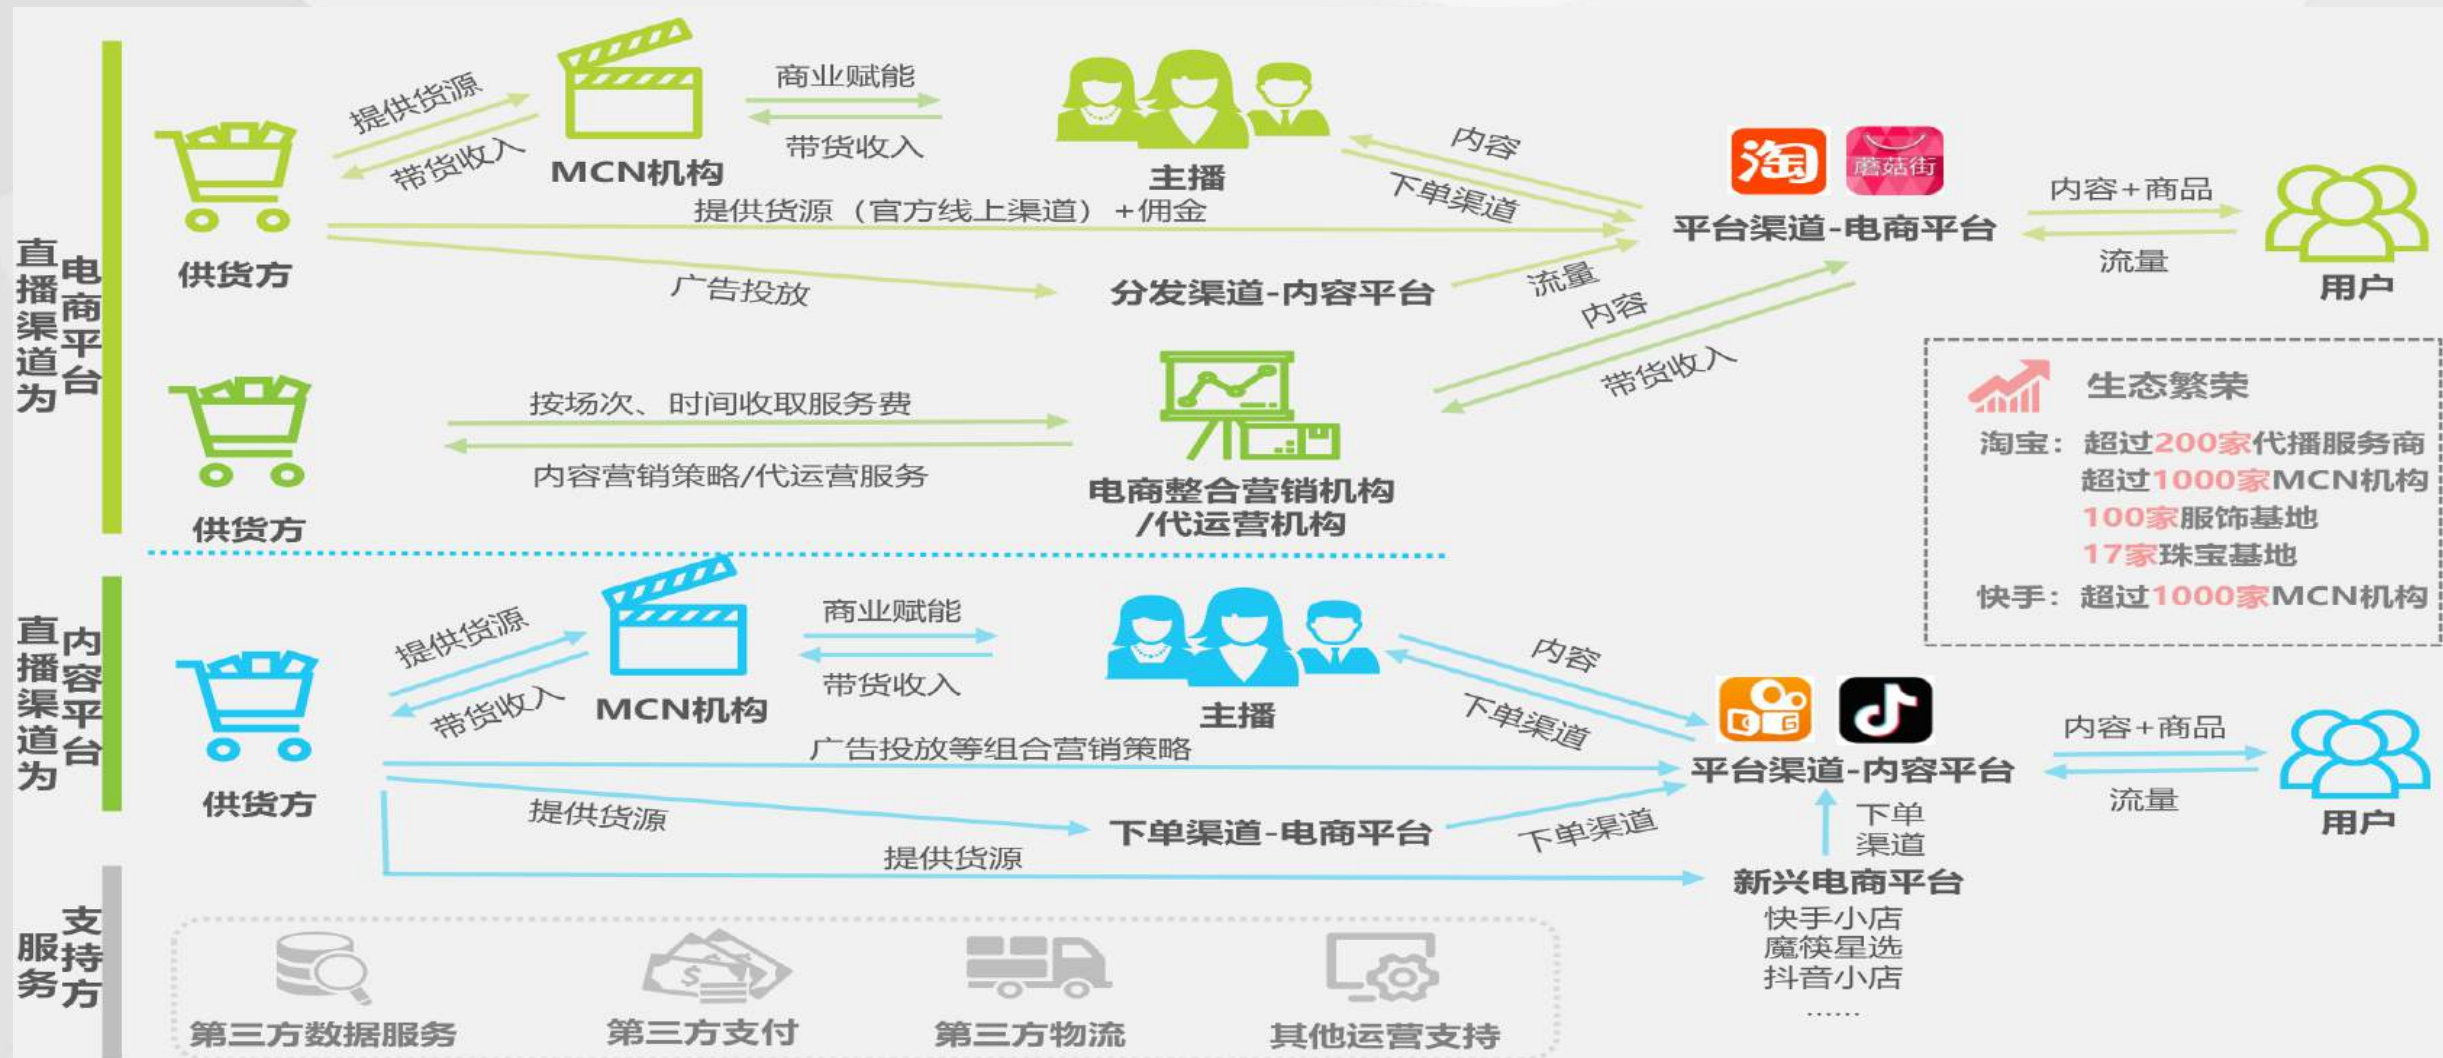 直播渠道为
电商平台
提供货源
带货收入
MCN机构
商业赋能
带货收入
主播
内容
下单渠道
淘
蘑菇街
平台渠道-电商平台
内容+商品
流量
用户
供货方
提供货源（官方线上渠道）+佣金
广告投放
分发渠道-内容平台
流量
内容
带货收入
供货方
按场次、时间收取服务费
内容营销策略/代运营服务
电商整合营销机构
/代运营机构
生态繁荣
淘宝：超过200家代播服务商
超过1000家MCN机构
100家服饰基地
17家珠宝基地
快手：超过1000家MCN机构
直播渠道为
内容平台
供货方
提供货源
带货收入
MCN机构
商业赋能
带货收入
主播
内容
下单渠道
广告投放等组合营销策略
平台渠道-内容平台
内容+商品
流量
用户
提供货源
下单渠道-电商平台
下单渠道
提供货源
下单
渠道
新兴电商平台
快手小店
魔筷星选
抖音小店
......
服务
支持方
第三方数据服务
第三方支付
第三方物流
其他运营支持